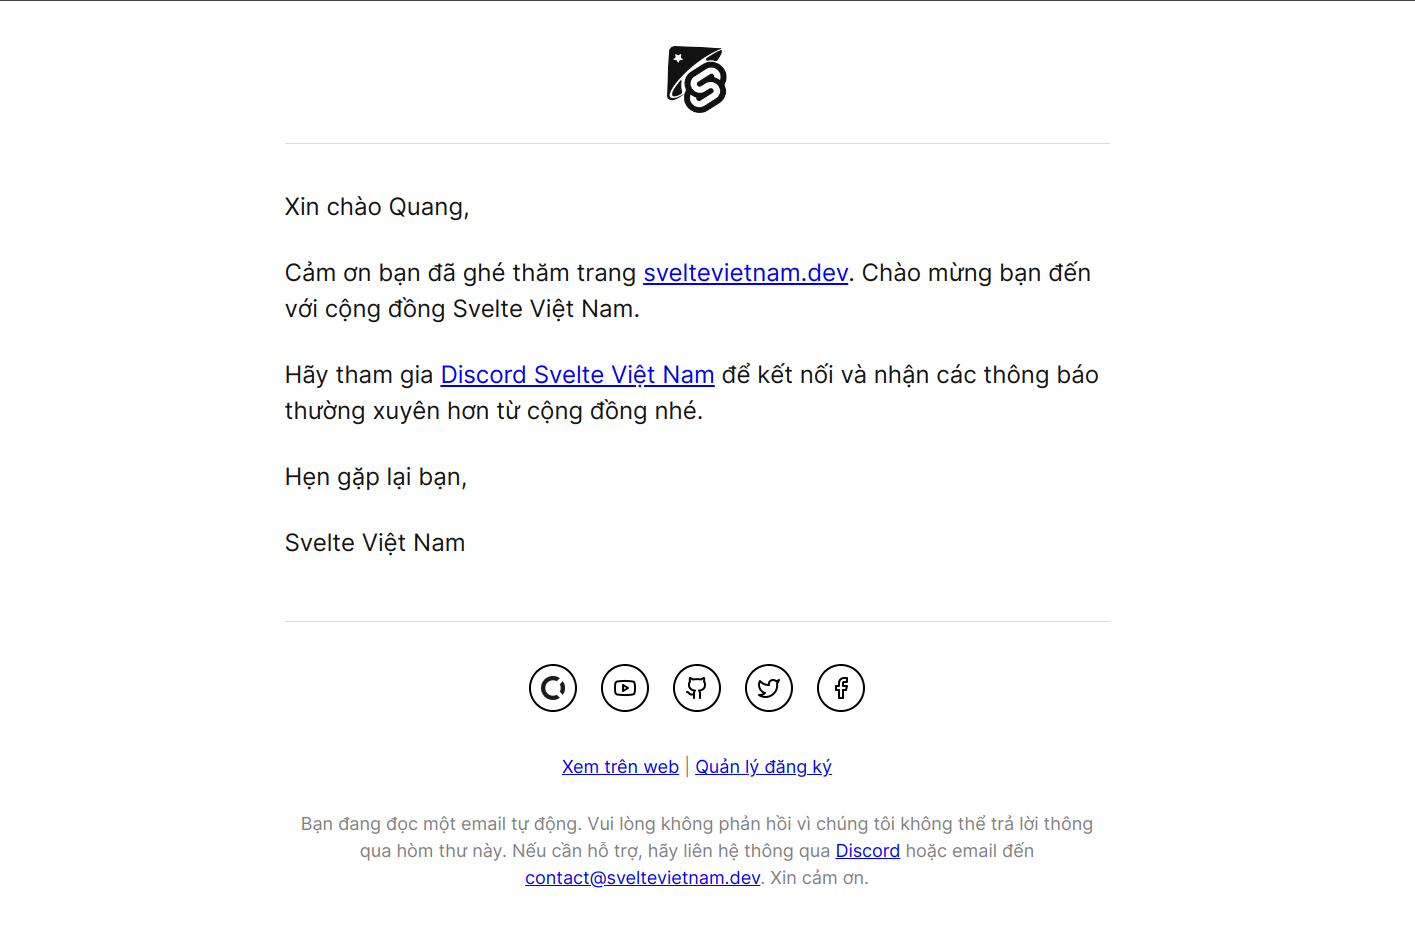 Xin chào Quang,
Cảm ơn bạn đã ghé thăm trang sveltevietnam.dev. Chào mừng bạn đến
với cộng đồng Svelte Việt Nam.
Hãy tham gia Discord Svelte Việt Nam để kết nối và nhận các thông báo
thường xuyên hơn từ cộng đồng nhé.
Hẹn gặp lại bạn,
Svelte Việt Nam
Xem trên web | Quản lý đăng ký
Bạn đang đọc một email tự động. Vui lòng không phản hồi vì chúng tôi không thể trả lời thông
qua hòm thư này. Nếu cần hỗ trợ, hãy liên hệ thông qua Discord hoặc email đến
contact@sveltevietnam.dev. Xin cảm ơn.